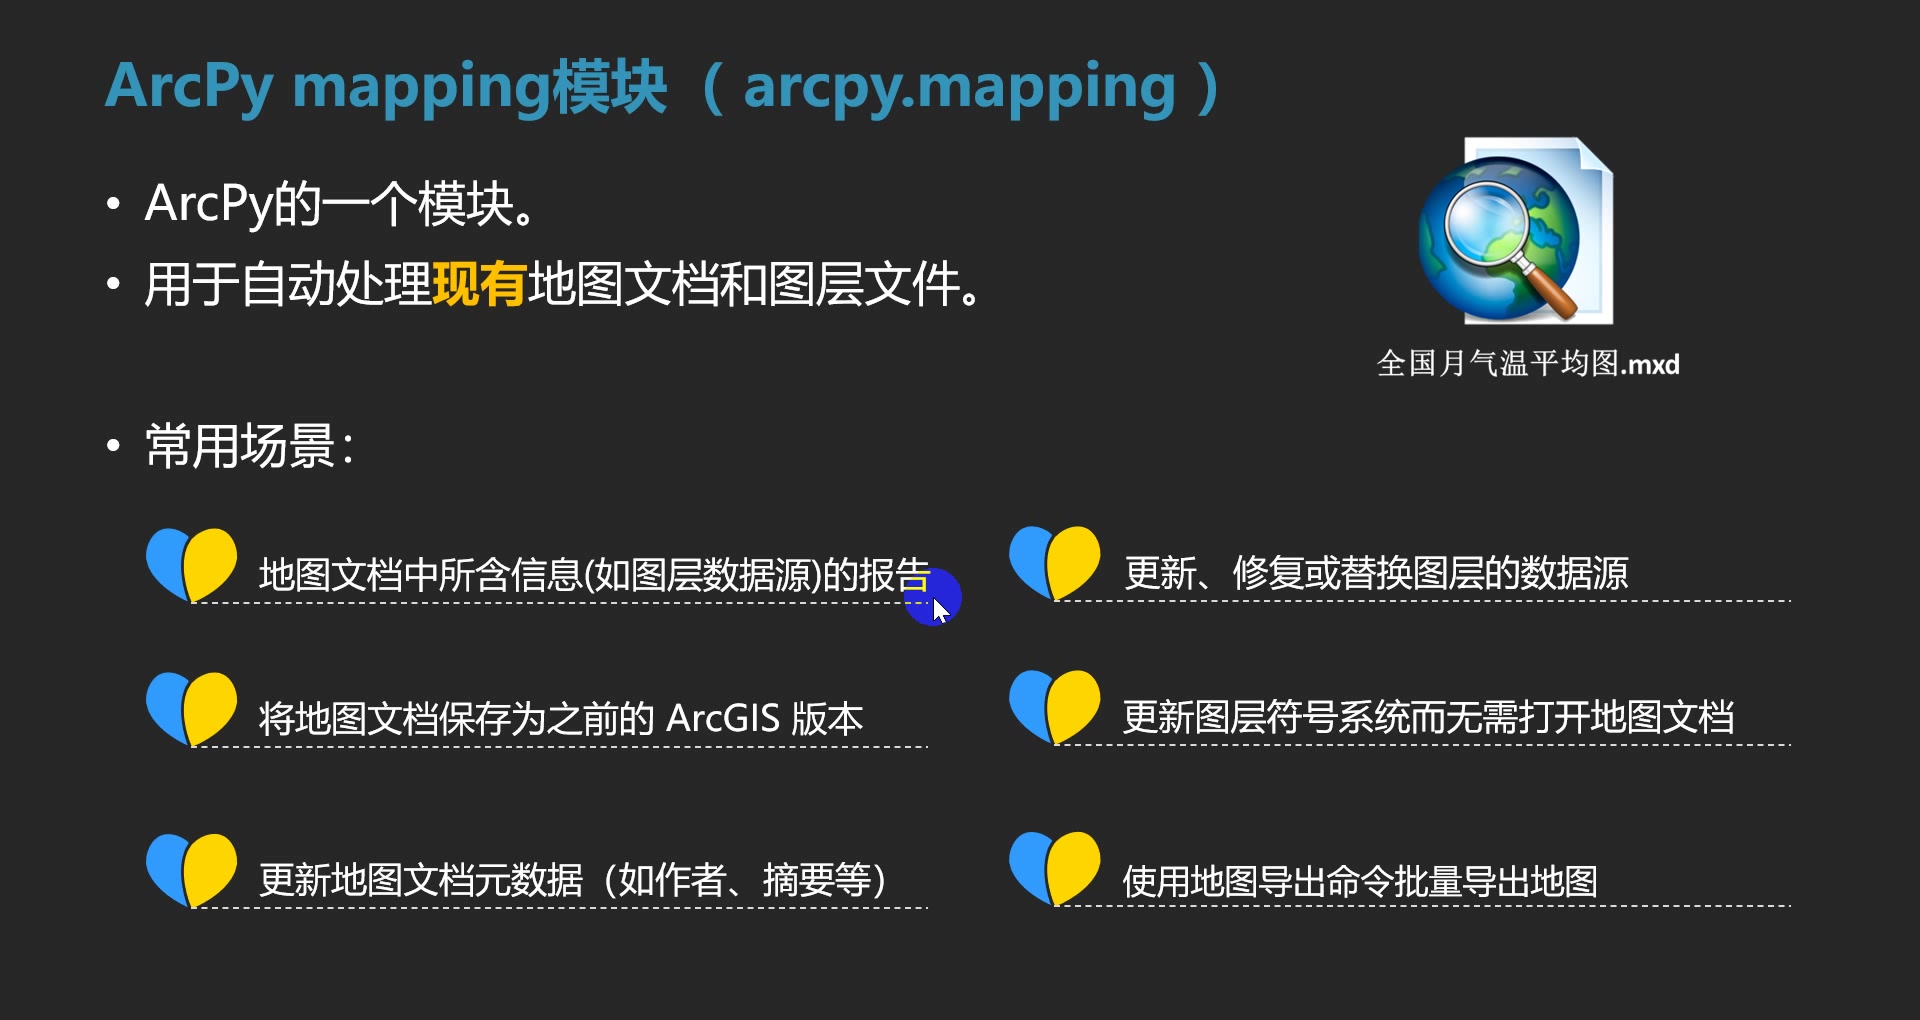 ArcPy mapping模块（arcpy.mapping）
• ArcPy的一个模块。
• 用于自动处理现有地图文档和图层文件。
全国月气温平均图.mxd
• 常用场景：
地图文档中所含信息(如图层数据源)的报告
更新、修复或替换图层的数据源
将地图文档保存为之前的 ArcGIS 版本
更新图层符号系统而无需打开地图文档
更新地图文档元数据（如作者、摘要等）
使用地图导出命令批量导出地图